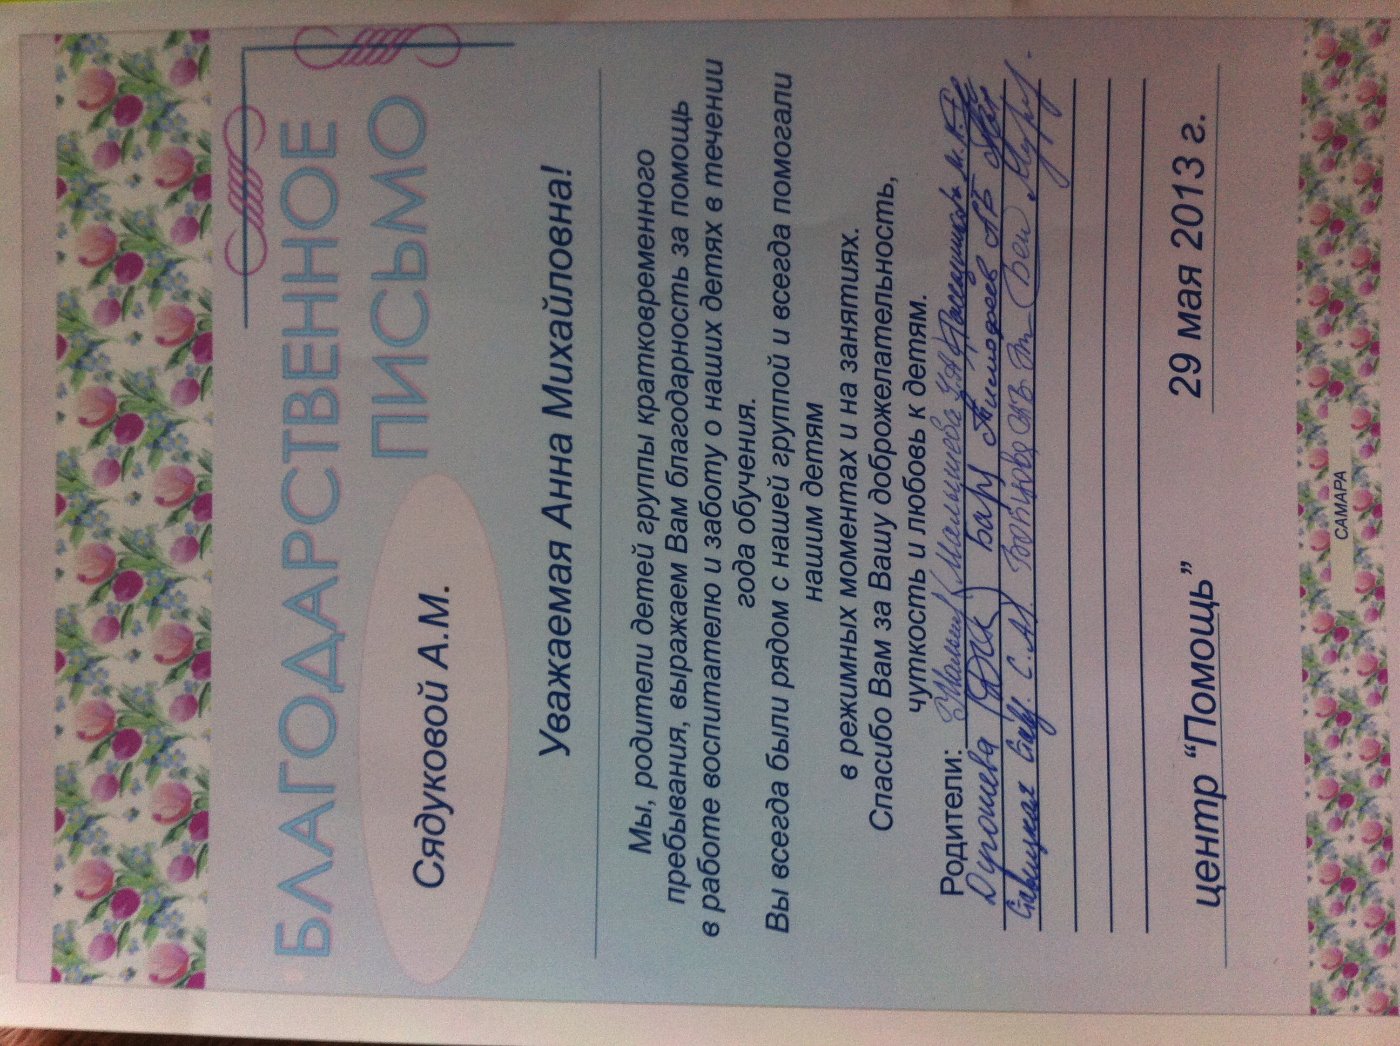 БЛАГОДАРСТВЕННОЕ
ПИСЬМО
Сядуковой А.М.
Уважаемая Анна Михайловна!
Мы, родители детей группы кратковременного
пребывания, выражаем Вам благодарность за помощь
в работе воспитателю и заботу о наших детях в течении
года обучения.
Вы всегда были рядом с нашей группой и всегда помогали
нашим детям
в режимных моментах и на занятиях.
Спасибо Вам за Вашу доброжелательность,
чуткость и любовь к детям.
Родители: (Малышева
центр “Помощь” 29 мая 2013 г.
САМАРА